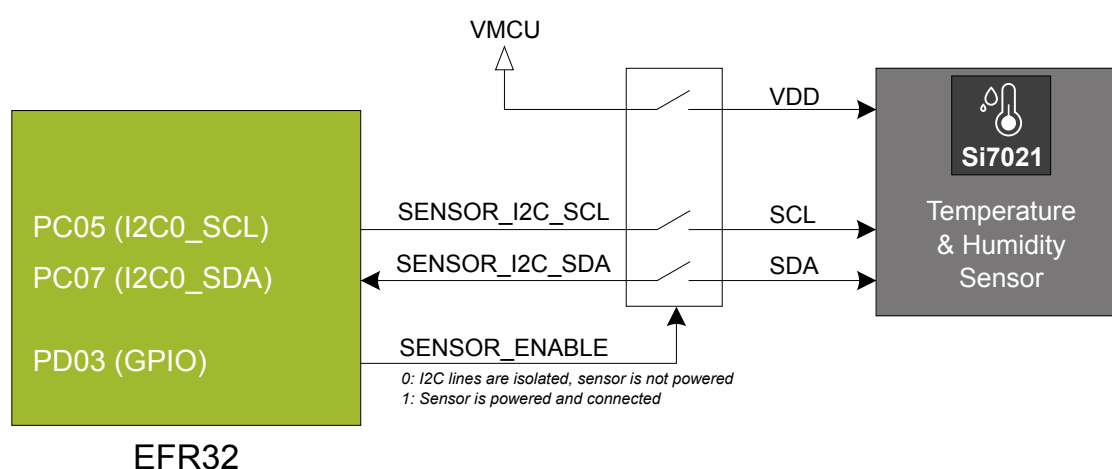 VMCU
VDD
Si7021
PC05 (I2C0_SCL)
SENSOR_I2C_SCL
SCL
Temperature
& Humidity
Sensor
PC07 (I2C0_SDA)
SENSOR_I2C_SDA
SDA
PD03 (GPIO)
SENSOR_ENABLE
0: I2C lines are isolated, sensor is not powered
1: Sensor is powered and connected
EFR32